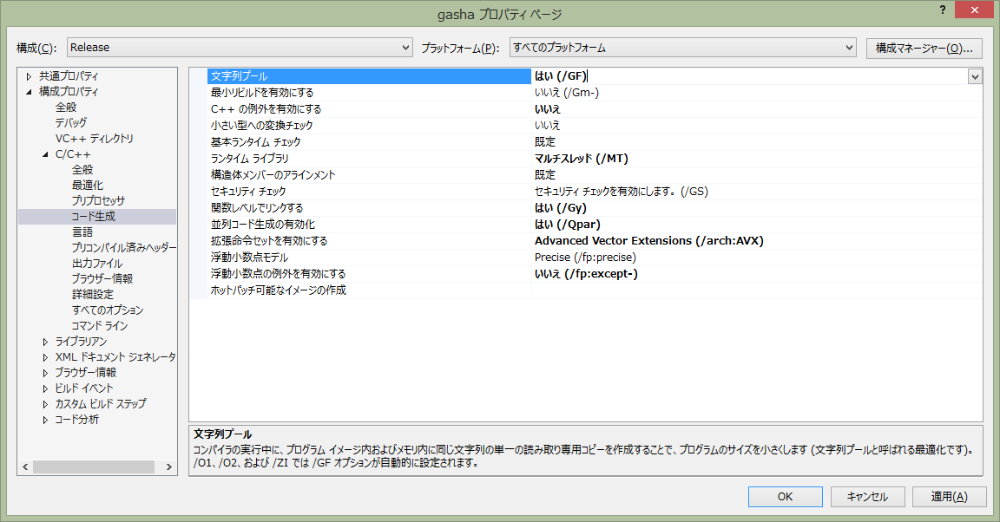 gasha プロパティ ページ
?
構成(C):
Release
プラットフォーム(P):
すべてのプラットフォーム
構成マネージャー(O)...
共通プロパティ
構成プロパティ
全般
デバッグ
VC++ ディレクトリ
C/C++
全般
最適化
プリプロセッサ
コード生成
言語
プリコンパイル済みヘッダー
出力ファイル
ブラウザー情報
詳細設定
すべてのオプション
コマンド ライン
ライブラリアン
XML ドキュメント ジェネレータ
ブラウザー情報
ビルド イベント
カスタム ビルド ステップ
コード分析
文字列プール はい (/GF)
最小リビルドを有効にする いいえ (/Gm-)
C++ の例外を有効にする いいえ
小さい型への変換チェック いいえ
基本ランタイム チェック 既定
ランタイム ライブラリ マルチスレッド (/MT)
構造体メンバーのアラインメント 既定
セキュリティ チェック セキュリティ チェックを有効にします。(/GS)
関数レベルでリンクする はい (/Gy)
並列コード生成の有効化 はい (/Qpar)
拡張命令セットを有効にする Advanced Vector Extensions (/arch:AVX)
浮動小数点モデル Precise (/fp:precise)
浮動小数点の例外を有効にする いいえ (/fp:except-)
ホットパッチ可能なイメージの作成
文字列プール
コンパイラの実行中に、プログラム イメージ内およびメモリ内に同じ文字列の単一の読み取り専用コピーを作成することで、プログラムのサイズを小さくします (文字列プールと呼ばれる最適化です)。
/O1、/O2、および /ZI では /GF オプションが自動的に設定されます。
OK
キャンセル
適用(A)